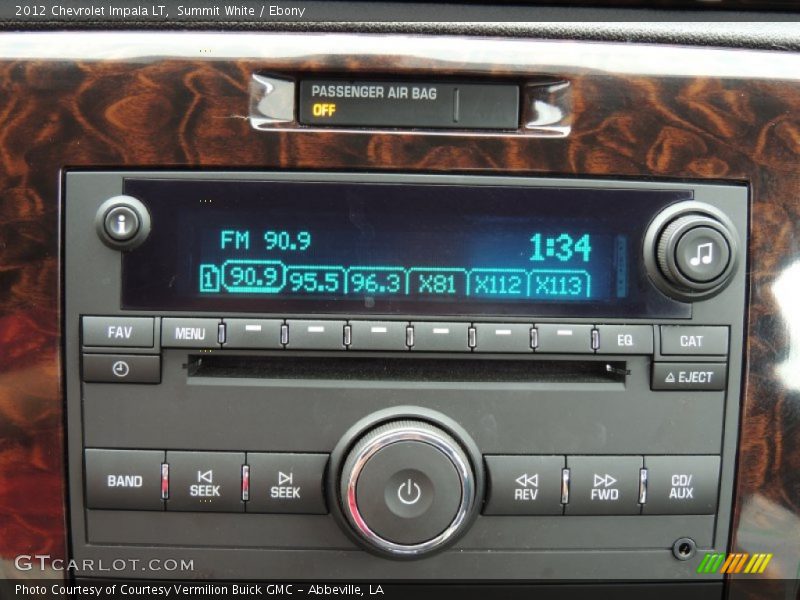 2012 Chevrolet Impala LT,  Summit White / Ebony
PASSENGER AIR BAG
OFF
i
FM 90.9 1:34
1 90.9 95.5 96.3 X81 X112 X113
FAV MENU EQ CAT
EJECT
BAND SEEK SEEK REV FWD CD/
AUX
GTCARLOT.COM
Photo Courtesy of Courtesy Vermilion Buick GMC - Abbeville, LA